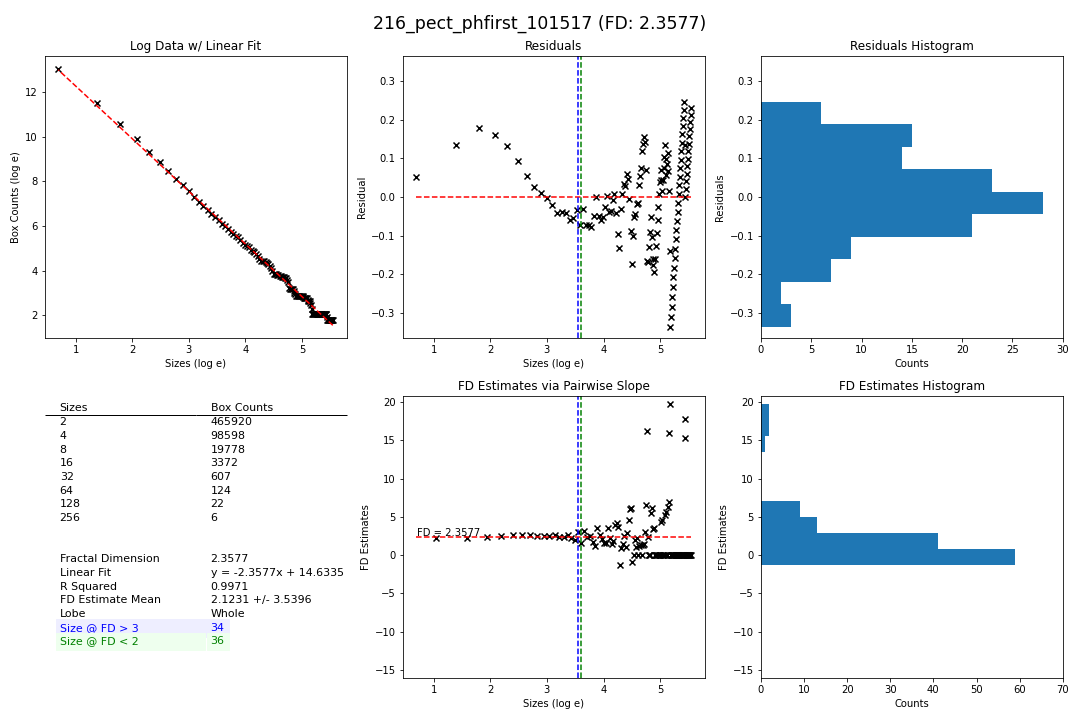 216_pect_phfirst_101517 (FD: 2.3577)
Log Data w/ Linear Fit
Box Counts (log e)
12
10
8
6
4
2
1 2 3 4 5
Sizes (log e)
Residuals
Residual
0.3
0.2
0.1
0.0
−0.1
−0.2
−0.3
1 2 3 4 5
Sizes (log e)
Residuals Histogram
Residuals
0.3
0.2
0.1
0.0
−0.1
−0.2
−0.3
0 5 10 15 20 25 30
Counts
Sizes Box Counts
2 465920
4 98598
8 19778
16 3372
32 607
64 124
128 22
256 6
Fractal Dimension 2.3577
Linear Fit y = -2.3577x + 14.6335
R Squared 0.9971
FD Estimate Mean 2.1231 +/- 3.5396
Lobe Whole
Size @ FD > 3 34
Size @ FD < 2 36
FD Estimates via Pairwise Slope
FD Estimates
20
15
10
5
0
−5
−10
−15
FD = 2.3577
1 2 3 4 5
Sizes (log e)
FD Estimates Histogram
FD Estimates
20
15
10
5
0
−5
−10
−15
0 10 20 30 40 50 60 70
Counts